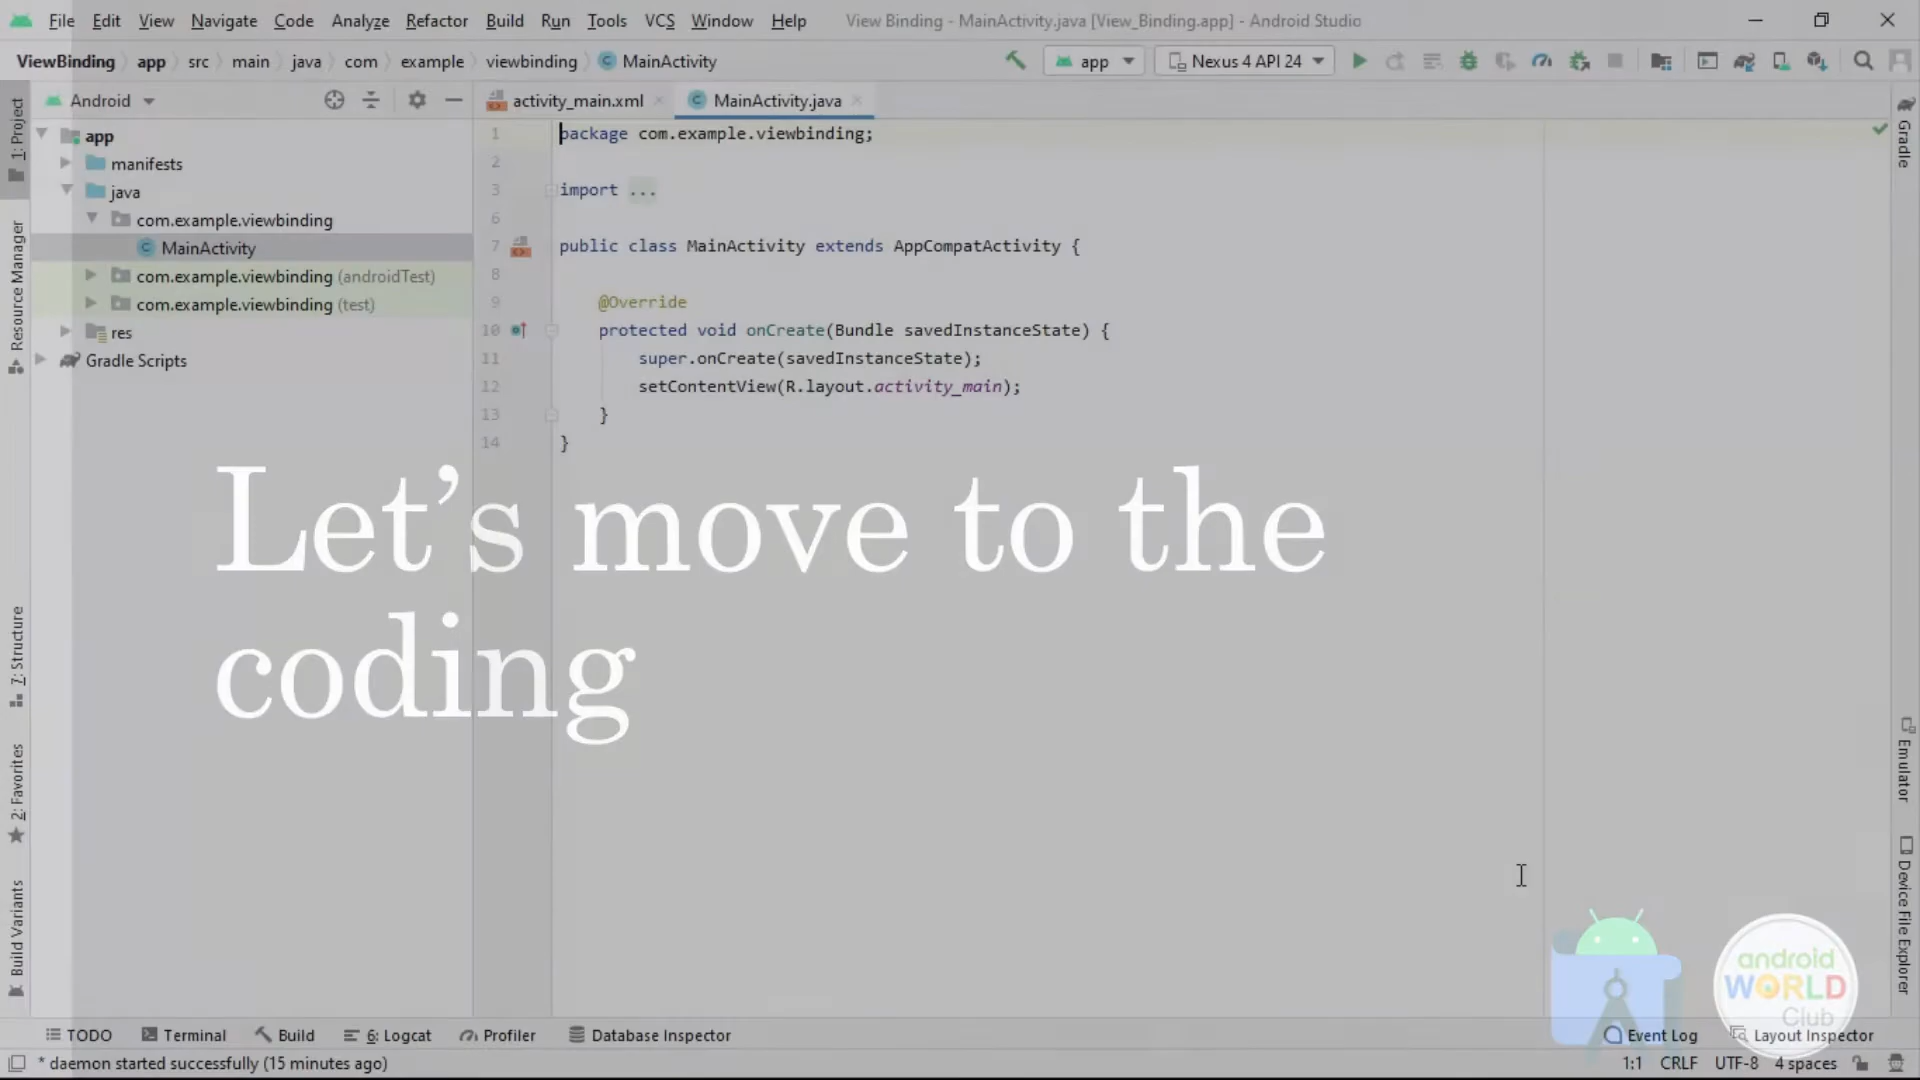 File Edit View Navigate Code Analyze Refactor Build Run Tools VCS Window Help View Binding - MainActivity.java [View_Binding.app] - Android Studio
ViewBinding app src main java com example viewbinding MainActivity app Nexus 4 API 24
Android activity_main.xml MainActivity.java
1: Project
Resource Manager
7: Structure
2: Favorites
Build Variants
app
manifests
java
com.example.viewbinding
MainActivity
com.example.viewbinding (androidTest)
com.example.viewbinding (test)
res
Gradle Scripts
1 package com.example.viewbinding;
2
3 import ...
6
7 public class MainActivity extends AppCompatActivity {
8
9 @Override
10 protected void onCreate(Bundle savedInstanceState) {
11 super.onCreate(savedInstanceState);
12 setContentView(R.layout.activity_main);
13 }
14 }
Let’s move to the
coding
Gradle
Emulator
Device File Explorer
android
WORLD
Club
TODO Terminal Build 6: Logcat Profiler Database Inspector Event Log Layout Inspector
* daemon started successfully (15 minutes ago) 1:1 CRLF UTF-8 4 spaces